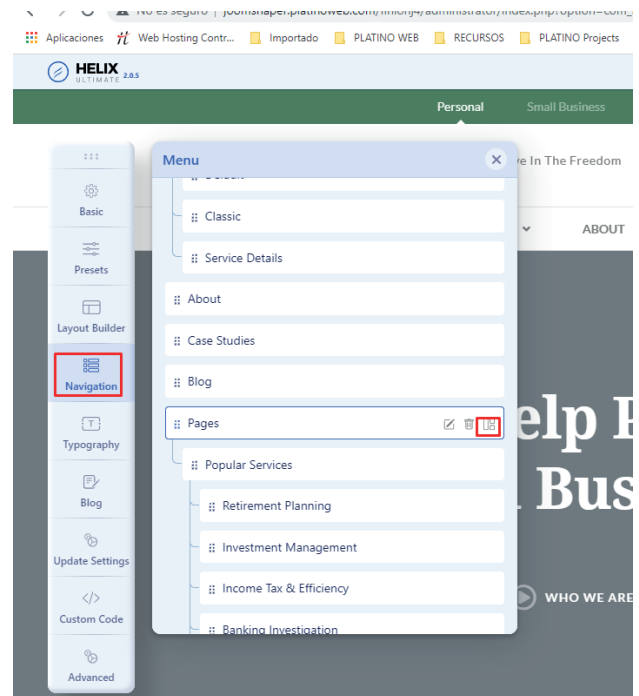 No es seguro | joomshaper.platinoweb.com/finionj4/administrator/index.php?option=com_
Aplicaciones Web Hosting Contr... Importado PLATINO WEB RECURSOS PLATINO Projects
HELIX
ULTIMATE 2.0.5
Personal Small Business
Menu
ve In The Freedom
Default
Basic
Classic
ABOUT
Service Details
Presets
About
Layout Builder
Case Studies
Navigation
Blog
Pages
elp P
Typography
Popular Services
Bus
Blog
Retirement Planning
Investment Management
Update Settings
Income Tax & Efficiency
WHO WE ARE
Custom Code
Banking Investigation
Advanced